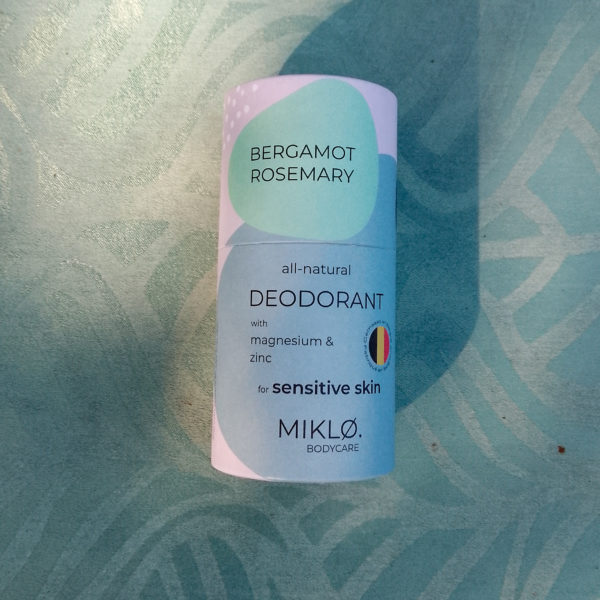 BERGAMOT
ROSEMARY
all-natural
DEODORANT
with
magnesium &
zinc
for sensitive skin
MIKLØ.
BODYCARE